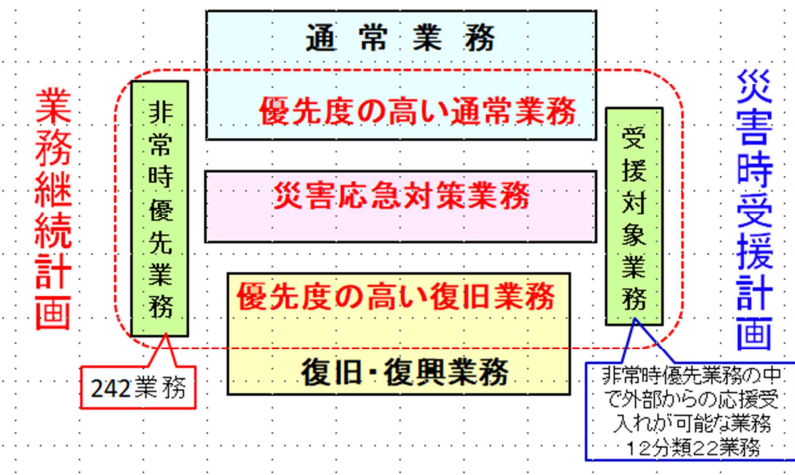 通常業務
優先度の高い通常業務
災害応急対策業務
優先度の高い復旧業務
復旧・復興業務
業務継続計画
非常時優先業務
242業務
受援対象業務
災害時受援計画
非常時優先業務の中
で外部からの応援受
入れが可能な業務
12分類22業務